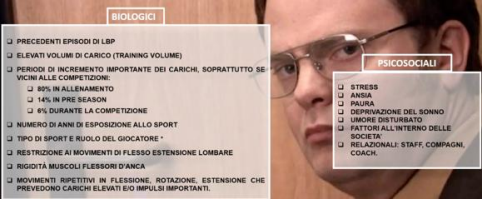 BIOLOGICI
PRECEDENTI EPISODI DI LBP
ELEVATI VOLUMI DI CARICO (TRAINING VOLUME)
PERIODI DI INCREMENTO IMPORTANTE DEI CARICHI, SOPRATTUTTO SE
VICINI ALLE COMPETIZIONI:
80% IN ALLENAMENTO
14% IN PRE SEASON
6% DURANTE LA COMPETIZIONE
NUMERO DI ANNI DI ESPOSIZIONE ALLO SPORT
TIPO DI SPORT E RUOLO DEL GIOCATORE *
RESTRIZIONE AI MOVIMENTI DI FLESSO ESTENSIONE LOMBARE
RIGIDITÀ MUSCOLI FLESSORI D'ANCA
MOVIMENTI RIPETITIVI IN FLESSIONE, ROTAZIONE, ESTENSIONE CHE
PREVEDONO CARICHI ELEVATI E/O IMPULSI IMPORTANTI.
PSICOSOCIALI
STRESS
ANSIA
PAURA
DEPRIVAZIONE DEL SONNO
UMORE DISTURBATO
FATTORI ALL'INTERNO DELLE
SOCIETA'
RELAZIONALI: STAFF, COMPAGNI,
COACH.